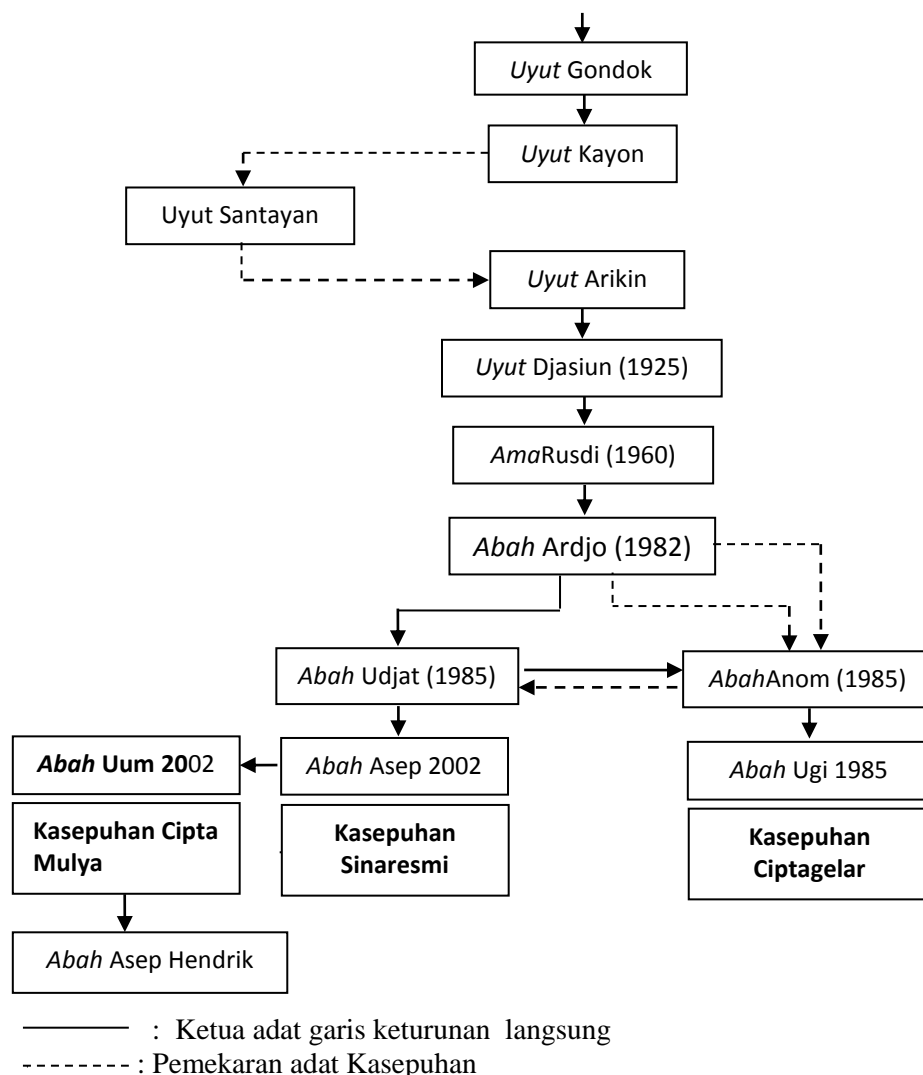 Uyut Gondok
Uyut Kayon
Uyut Santayan
Uyut Arikin
Uyut Djasiun (1925)
AmaRusdi (1960)
Abah Ardjo (1982)
Abah Udjat (1985)
AbahAnom (1985)
Abah Uum 2002
Abah Asep 2002
Abah Ugi 1985
Kasepuhan Cipta
Mulya
Kasepuhan
Sinaresmi
Kasepuhan
Ciptagelar
Abah Asep Hendrik
: Ketua adat garis keturunan langsung
: Pemekaran adat Kasepuhan